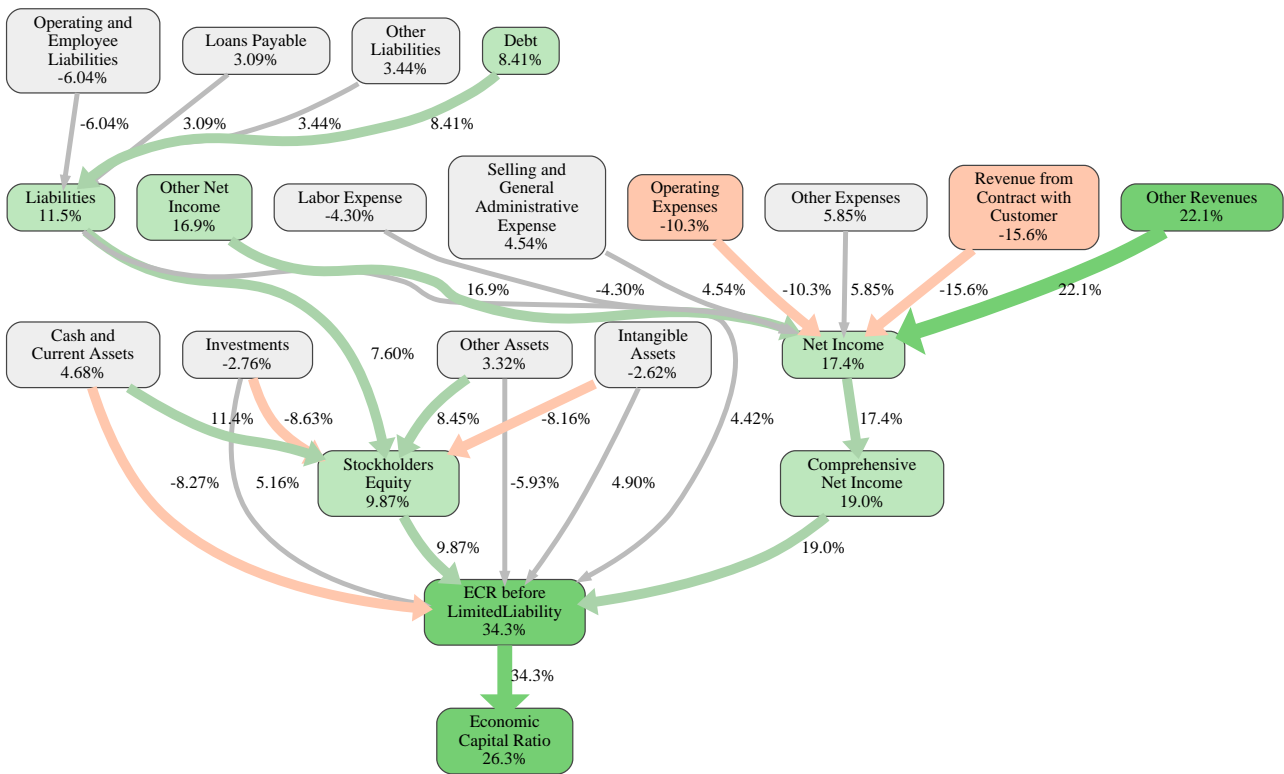 Operating and
Employee
Liabilities
-6.04%
Loans Payable
3.09%
Other
Liabilities
3.44%
Debt
8.41%
-6.04%
3.09%
3.44%
8.41%
Liabilities
11.5%
Other Net
Income
16.9%
Labor Expense
-4.30%
Selling and
General
Administrative
Expense
4.54%
Operating
Expenses
-10.3%
Other Expenses
5.85%
Revenue from
Contract with
Customer
-15.6%
Other Revenues
22.1%
16.9%
-4.30%
4.54%
-10.3%
5.85%
-15.6%
22.1%
Cash and
Current Assets
4.68%
Investments
-2.76%
7.60%
Other Assets
3.32%
Intangible
Assets
-2.62%
Net Income
17.4%
11.4%
-8.63%
8.45%
-8.16%
4.42%
17.4%
-8.27%
5.16%
Stockholders
Equity
9.87%
-5.93%
4.90%
Comprehensive
Net Income
19.0%
9.87%
19.0%
ECR before
LimitedLiability
34.3%
34.3%
Economic
Capital Ratio
26.3%